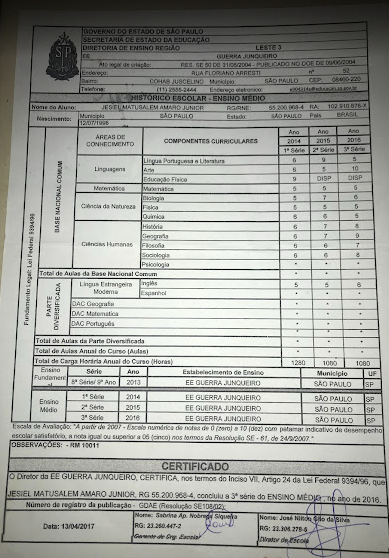 GOVERNO DO ESTADO DE SÃO PAULO
SECRETARIA DE ESTADO DA EDUCAÇÃO
DIRETORIA DE ENSINO REGIÃO LESTE 3
EE GUERRA JUNQUEIRO
Ato legal de criação: RES. SE 50 DE 31/05/2004 - PUBLICADO NO DOE DE 09/06/2004
Endereço: RUA FLORIANO ARRESTI nº 52
Bairro: COHAB JUSCELINO Município: SÃO PAULO CEP: 08460-220
Telefone: (11) 2535-2444 Endereço eletrônico:
HISTÓRICO ESCOLAR - ENSINO MÉDIO
Nome do Aluno: JESIEL MATUSALEM AMARO JUNIOR RG/RNE: 55.200.968-4 RA:
Nascimento: Município SÃO PAULO Estado: SÃO PAULO País BRASIL
12/07/1998
Fundamento Legal: Lei Federal 9394/96
BASE NACIONAL COMUM
ÁREAS DE CONHECIMENTO COMPONENTES CURRICULARES Ano Ano Ano
2014 2015 2016
1ª Série 2ª Série 3ª Série
Linguagens Língua Portuguesa e Literatura 6 9 5
Arte 5 5 10
Educação Física 9 DISP DISP
Matemática Matemática 5 5 5
Ciência da Natureza Biologia 5 7 6
Física 5 5 5
Química 6 6 5
Ciências Humanas História 6 7 8
Geografia 6 7 9
Filosofia 5 6 7
Sociologia 6 6 8
Psicologia * * *
Total de Aulas da Base Nacional Comum * * *
PARTE DIVERSIFICADA
Língua Estrangeira Moderna Inglês 5 5 6
Espanhol * * *
DAC Geografia * * *
DAC Matematica * * *
DAC Português * * *
Total de Aulas da Parte Diversificada * * *
Total de Aulas Anual do Curso (Aulas) * * *
Total de Carga Horária Anual do Curso (Horas) 1280 1080 1080
Ensino Fundament Série Ano Estabelecimento de Ensino Município UF
8ª Série/ 9º Ano 2013 EE GUERRA JUNQUEIRO SÃO PAULO SP
Ensino Médio 1ª Série 2014 EE GUERRA JUNQUEIRO SÃO PAULO SP
2ª Série 2015 EE GUERRA JUNQUEIRO SÃO PAULO SP
3ª Série 2016 EE GUERRA JUNQUEIRO SÃO PAULO SP
Escala de Avaliação: "A partir de 2007 - Escala numérica de notas de 0 (zero) a 10 (dez) com patamar indicativo de desempenho
escolar satisfatório, a nota igual ou superior a 05 (cinco) nos termos da Resolução SE - 61, de 24/9/2007."
OBSERVAÇÕES: - RM 10011
CERTIFICADO
O Diretor da EE GUERRA JUNQUEIRO, CERTIFICA, nos termos do Inciso VII, Artigo 24 da Lei Federal 9394/96, que
JESIEL MATUSALEM AMARO JUNIOR, RG 55.200.968-4, concluiu a 3ª série do ENSINO MÉDIO, no ano de 2016.
Número do registro da publicação - GDAE (Resolução SE108/02):
Data: 13/04/2017
Nome: Sabrina Ap. Nobrega Siqueira
RG: 23.260.447-2
Gerente de Org. Escolar
Nome: José Nilton São da Silva
RG: 23.306.278-6
Diretor de Escola